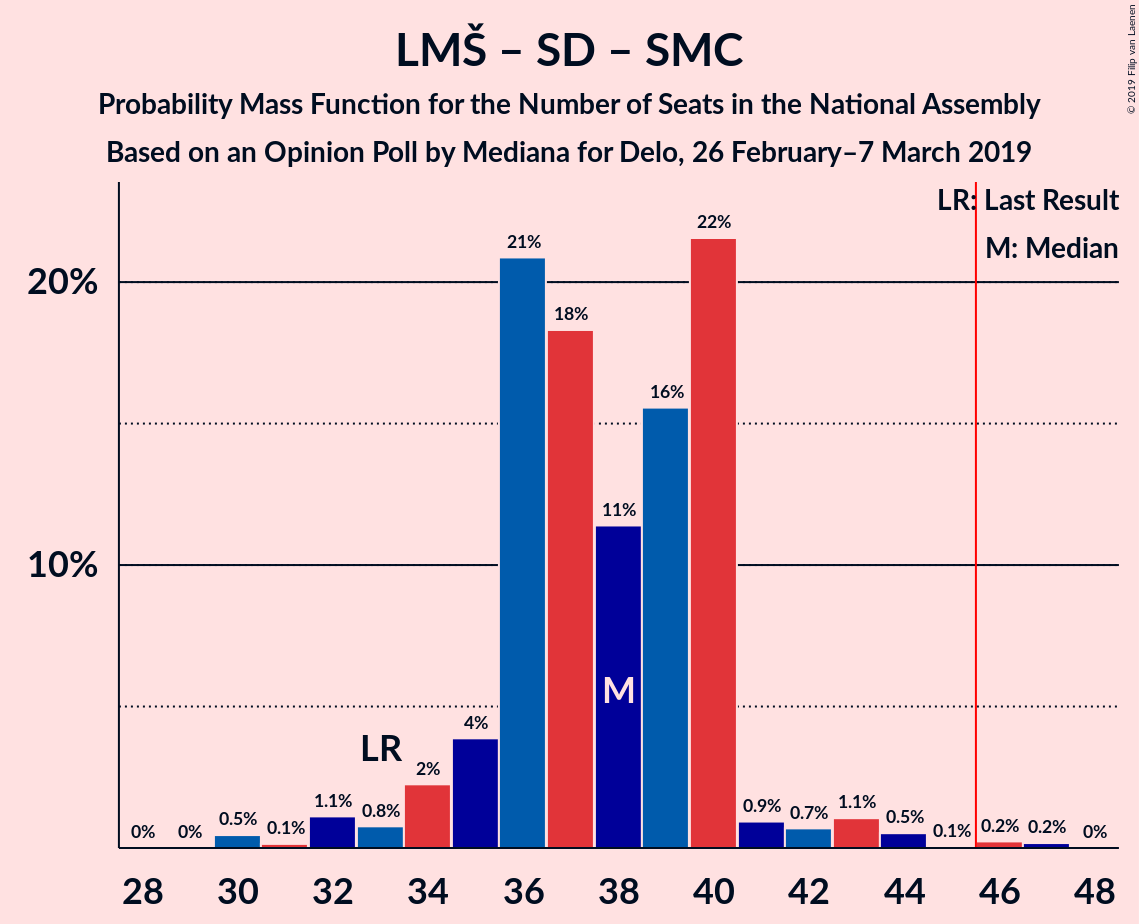 LMŠ – SD – SMC
Probability Mass Function for the Number of Seats in the National Assembly
Based on an Opinion Poll by Mediana for Delo, 26 February–7 March 2019
© 2019 Filip van Laenen
LR: Last Result
M: Median
20%
10%
0%
0%
0.5%
0.1%
1.1%
0.8%
LR
2%
4%
21%
18%
11%
M
16%
22%
0.9%
0.7%
1.1%
0.5%
0.1%
0.2%
0.2%
0%
28 30 32 34 36 38 40 42 44 46 48